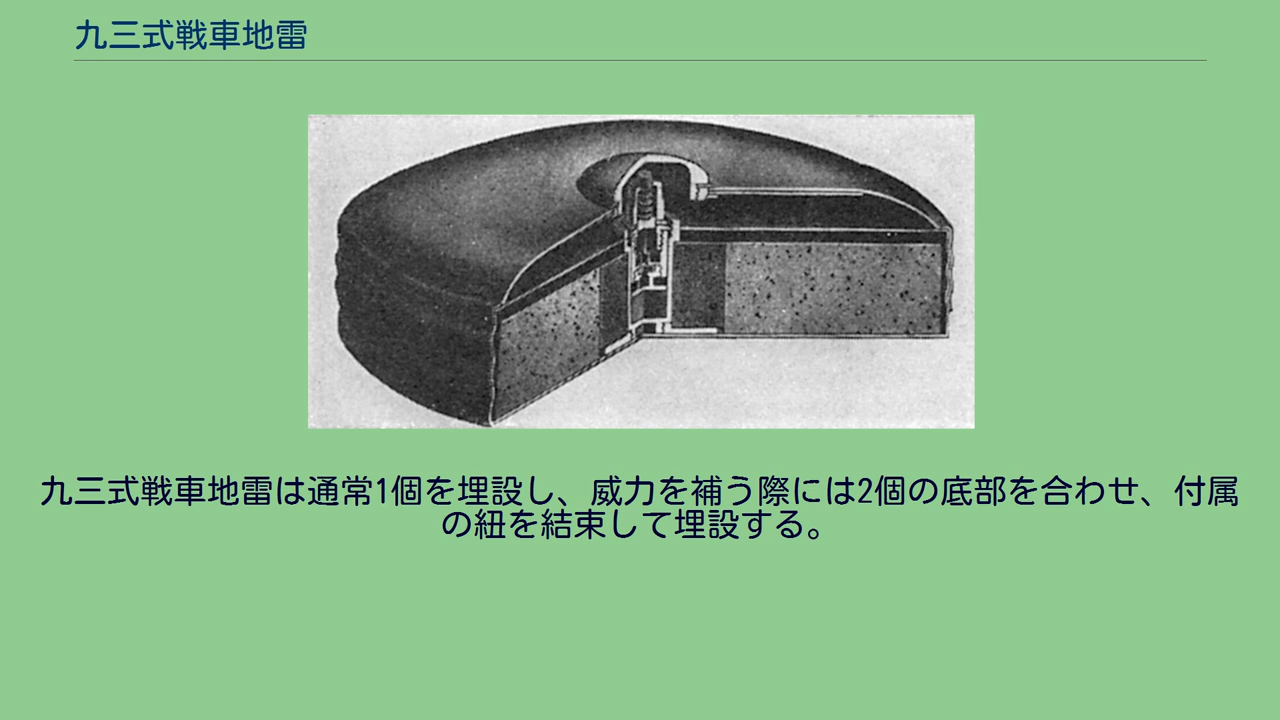 九三式戦車地雷
九三式戦車地雷は通常1個を埋設し、威力を補う際には2個の底部を合わせ、付属
の紐を結束して埋設する。